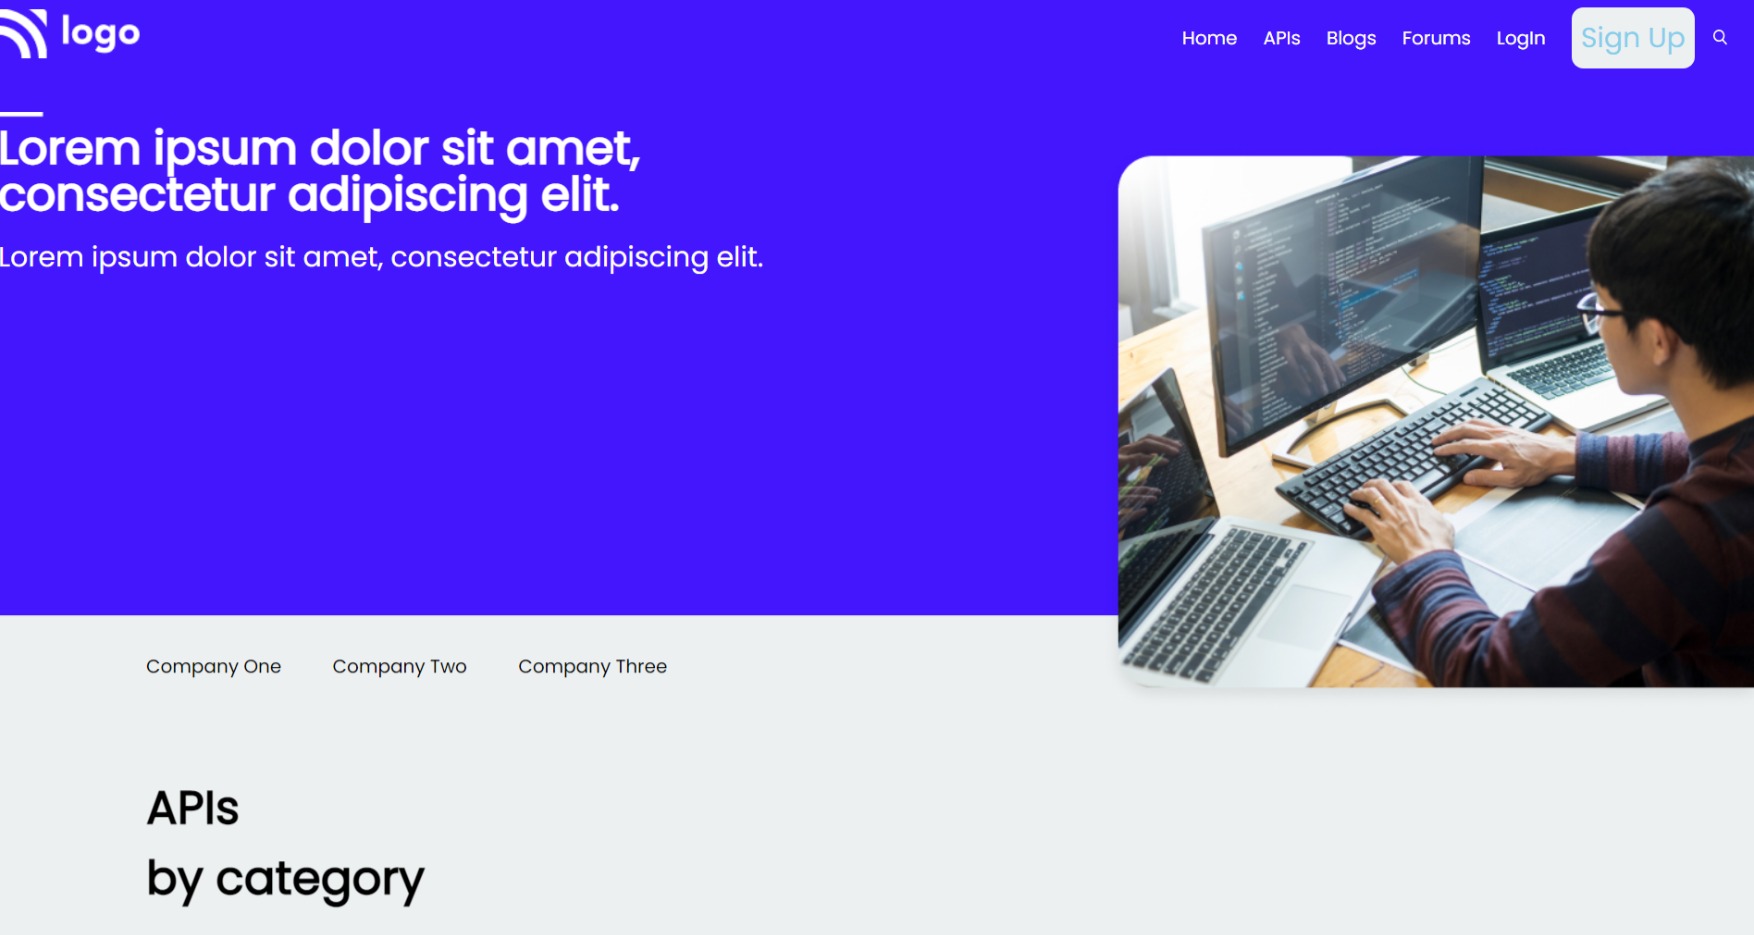 logo
Home APIs Blogs Forums LogIn Sign Up
Lorem ipsum dolor sit amet,
consectetur adipiscing elit.
Lorem ipsum dolor sit amet, consectetur adipiscing elit.
Company One Company Two Company Three
APIs
by category